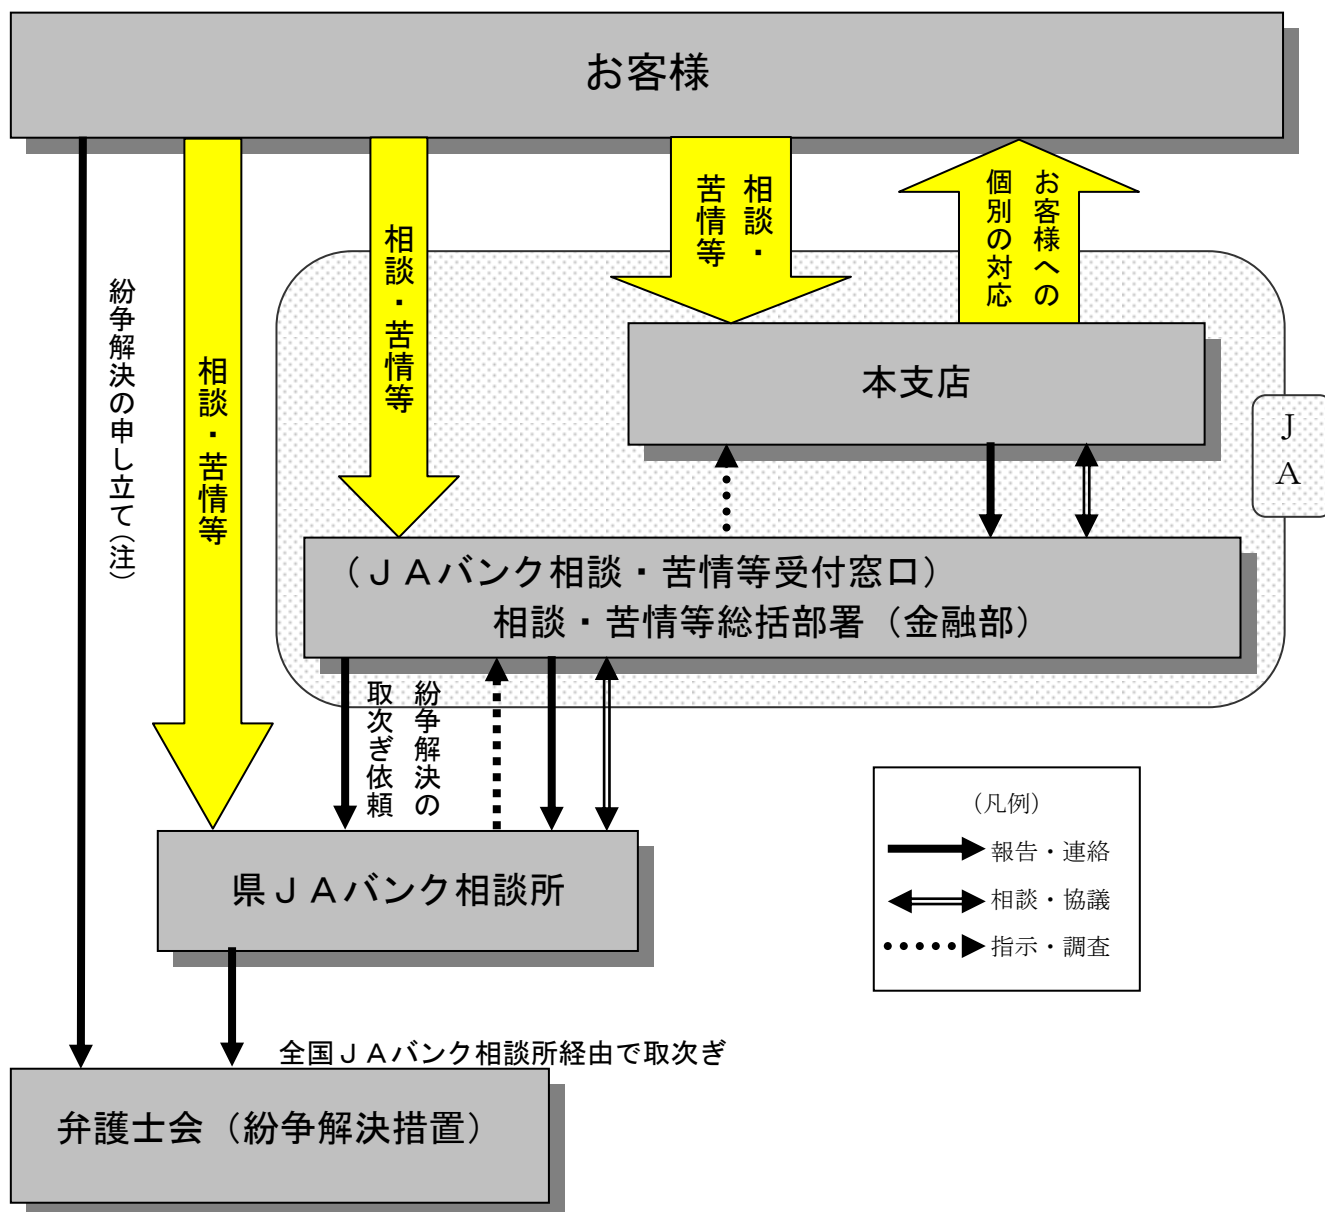 お客様
紛争解決の申し立て（注）
相談・苦情等
相談・苦情等
相談・
苦情等
お客様への
個別の対応
本支店
ＪＡ
（ＪＡバンク相談・苦情等受付窓口）
相談・苦情等総括部署（金融部）
紛争解決の
取次ぎ依頼
県ＪＡバンク相談所
（凡例）
報告・連絡
相談・協議
指示・調査
全国ＪＡバンク相談所経由で取次ぎ
弁護士会（紛争解決措置）